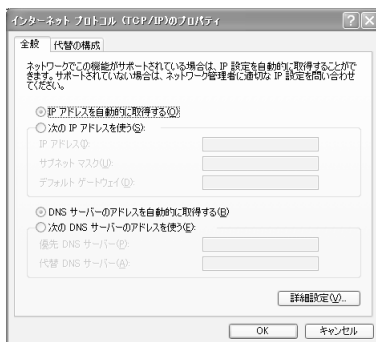 インターネット プロトコル (TCP/IP)のプロパティ
全般 代替の構成
ネットワークでこの機能がサポートされている場合は、IP 設定を自動的に取得することがで
きます。サポートされていない場合は、ネットワーク管理者に適切な IP 設定を問い合わせ
てください。
IP アドレスを自動的に取得する(O)
次の IP アドレスを使う(S):
IP アドレス(I):
サブネット マスク(U):
デフォルト ゲートウェイ(D):
DNS サーバーのアドレスを自動的に取得する(B)
次の DNS サーバーのアドレスを使う(E):
優先 DNS サーバー(P):
代替 DNS サーバー(A):
詳細設定(V)...
OK キャンセル